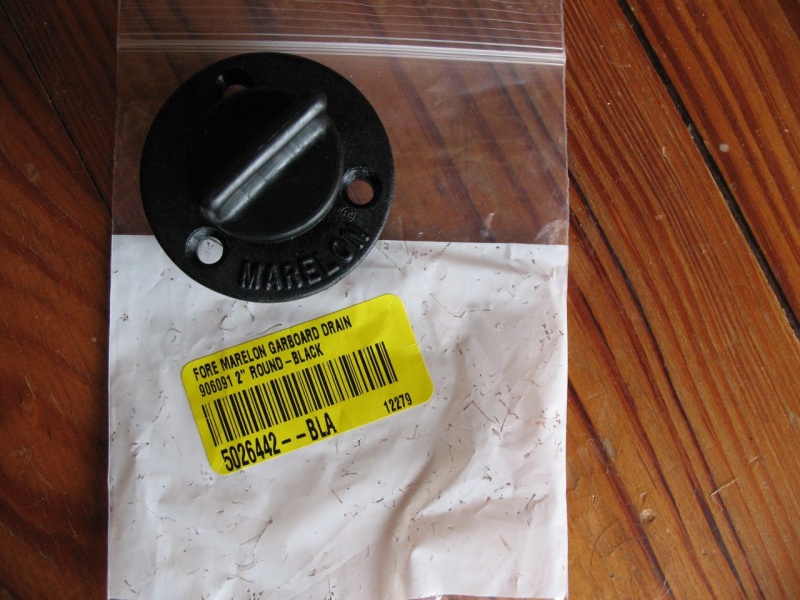 MARELON®
FORE MARELON GARBOARD DRAIN
906091 2" ROUND-BLACK
12279
5026442--BLA